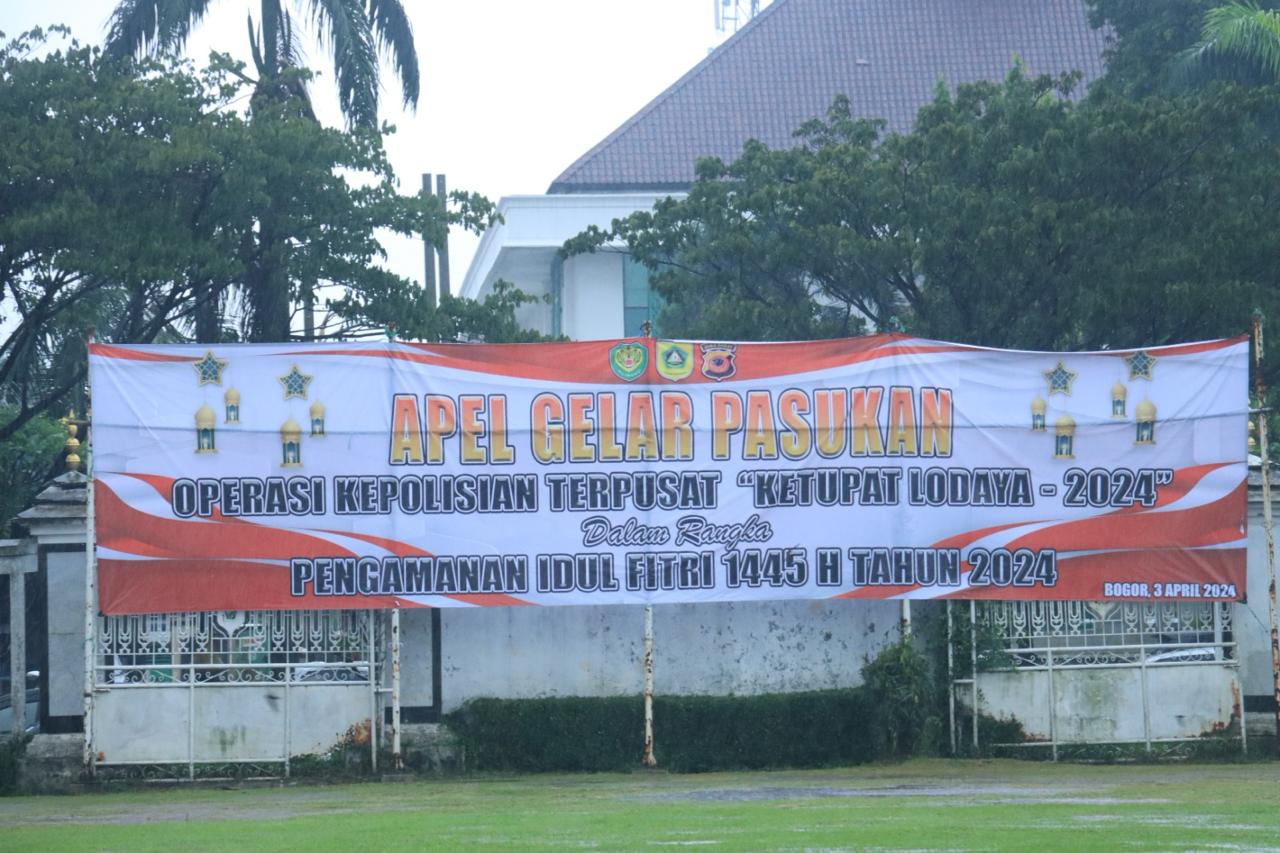 APEL GELAR PASUKAN
OPERASI KEPOLISIAN TERPUSAT “KETUPAT LODAYA - 2024”
Dalam Rangka
PENGAMANAN IDUL FITRI 1445 H TAHUN 2024
BOGOR, 3 APRIL 2024